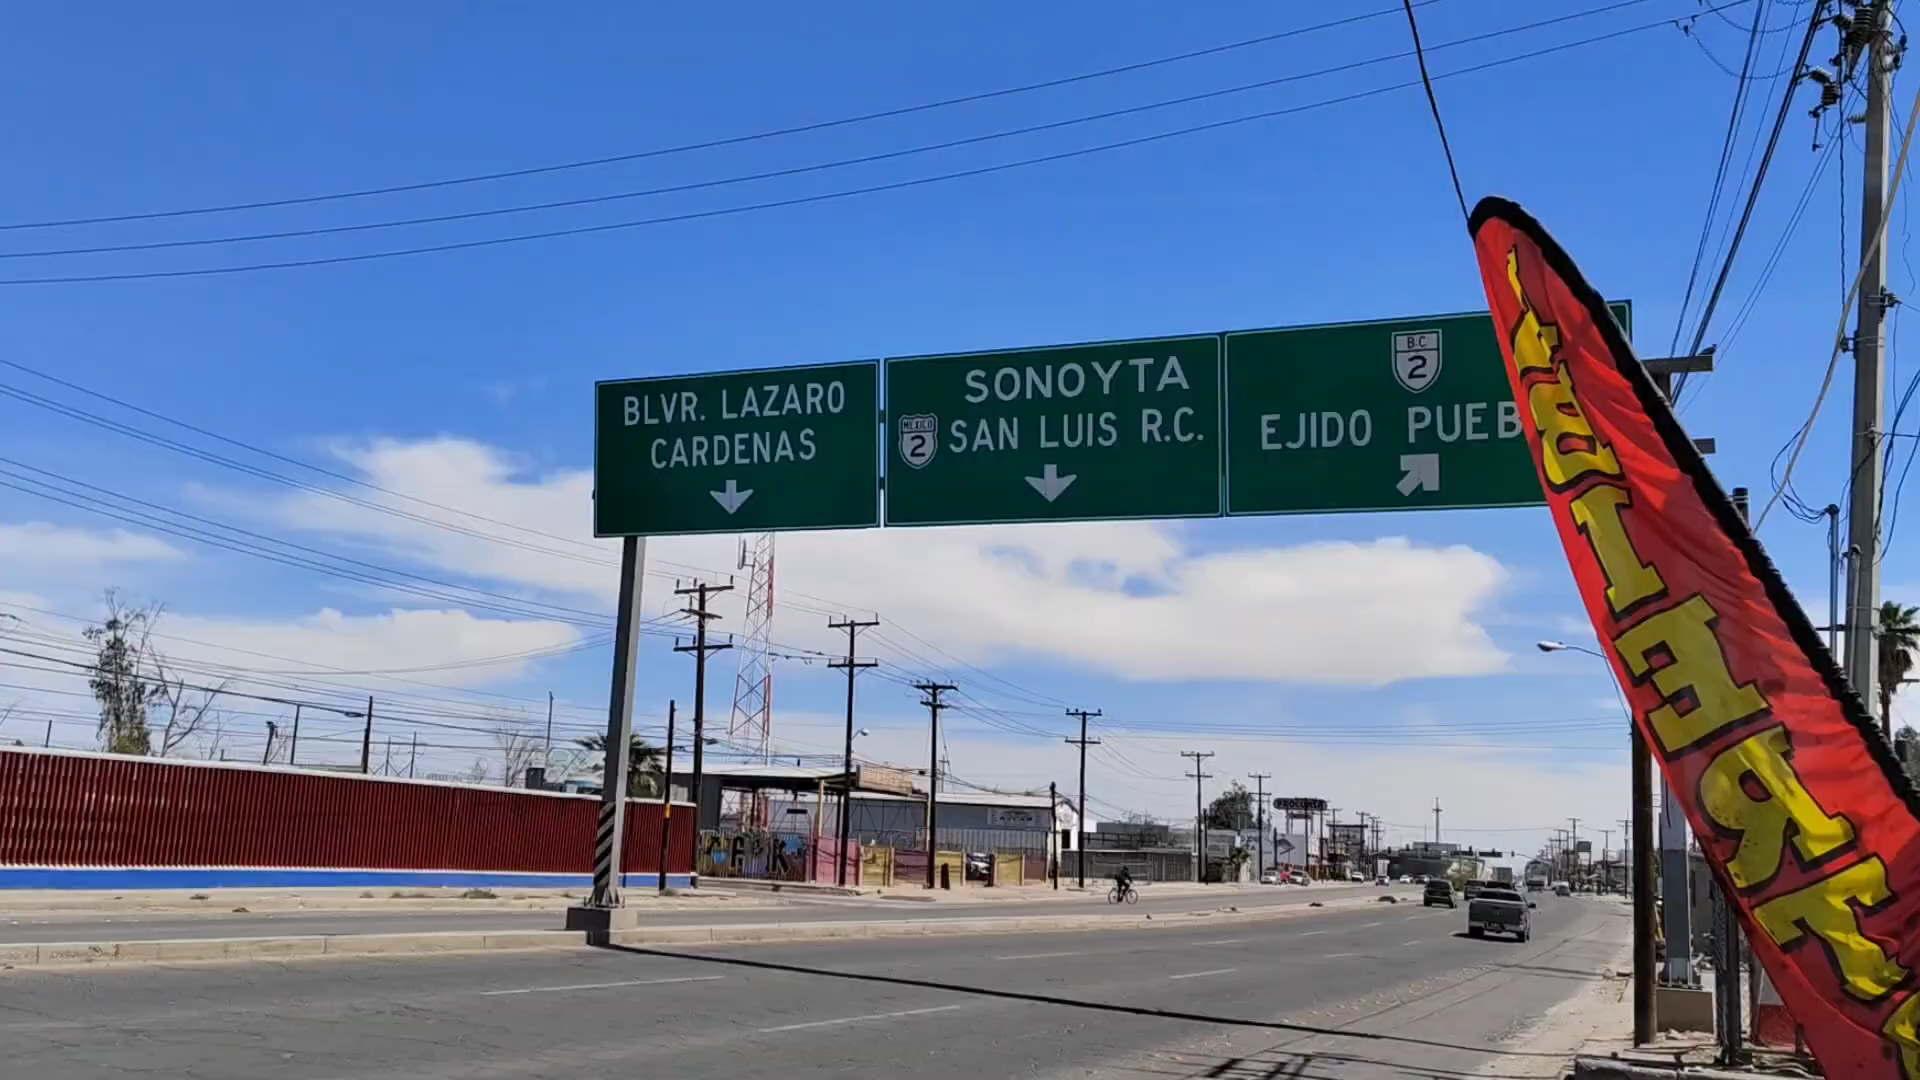 BLVR. LAZARO
CARDENAS
SONOYTA
MEXICO
2
SAN LUIS R.C.
B.C
2
EJIDO PUEB